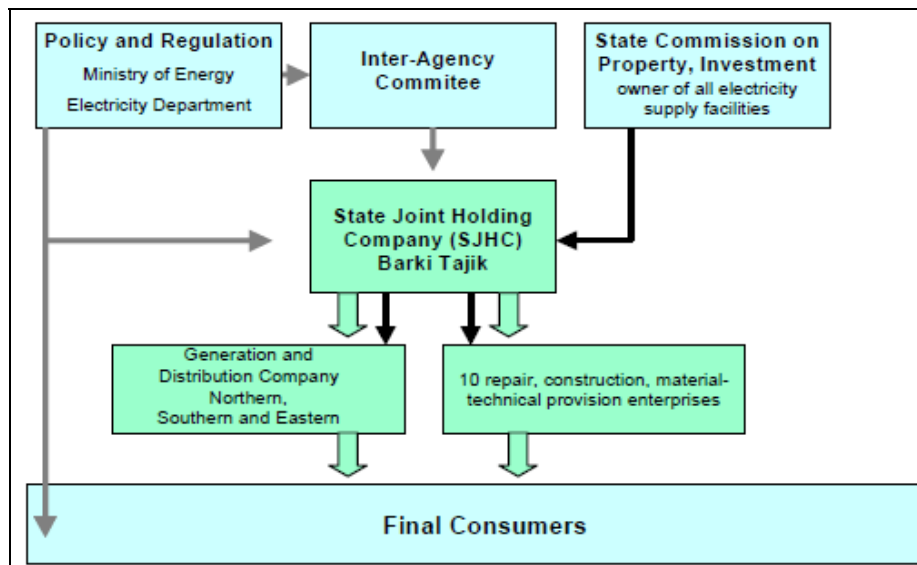 Policy and Regulation
Ministry of Energy
Electricity Department
Inter-Agency
Commitee
State Commission on
Property, Investment
owner of all electricity
supply facilities
State Joint Holding
Company (SJHC)
Barki Tajik
Generation and
Distribution Company
Northern,
Southern and Eastern
10 repair, construction, material-
technical provision enterprises
Final Consumers